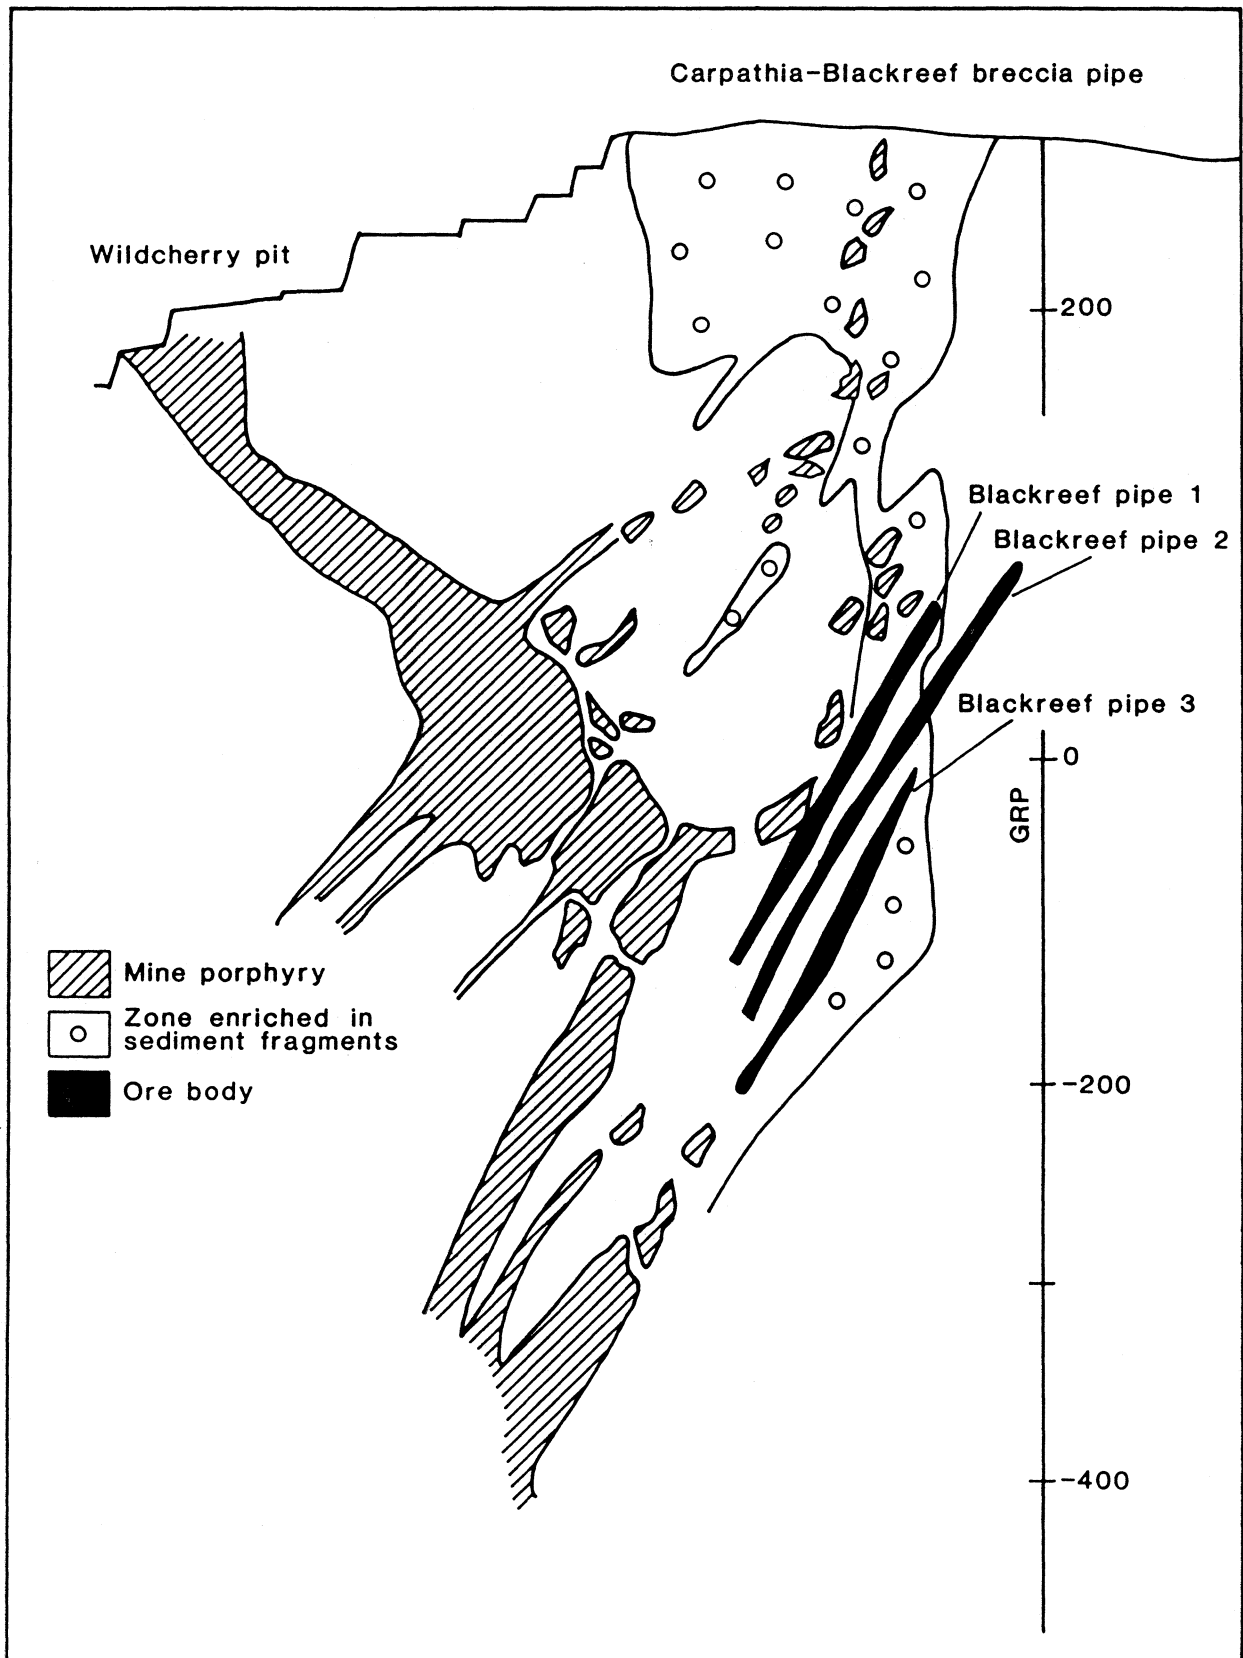 Carpathia-Blackreef breccia pipe
Wildcherry pit
200
Blackreef pipe 1
Blackreef pipe 2
Blackreef pipe 3
0
GRP
Mine porphyry
Zone enriched in
sediment fragments
Ore body
-200
-400